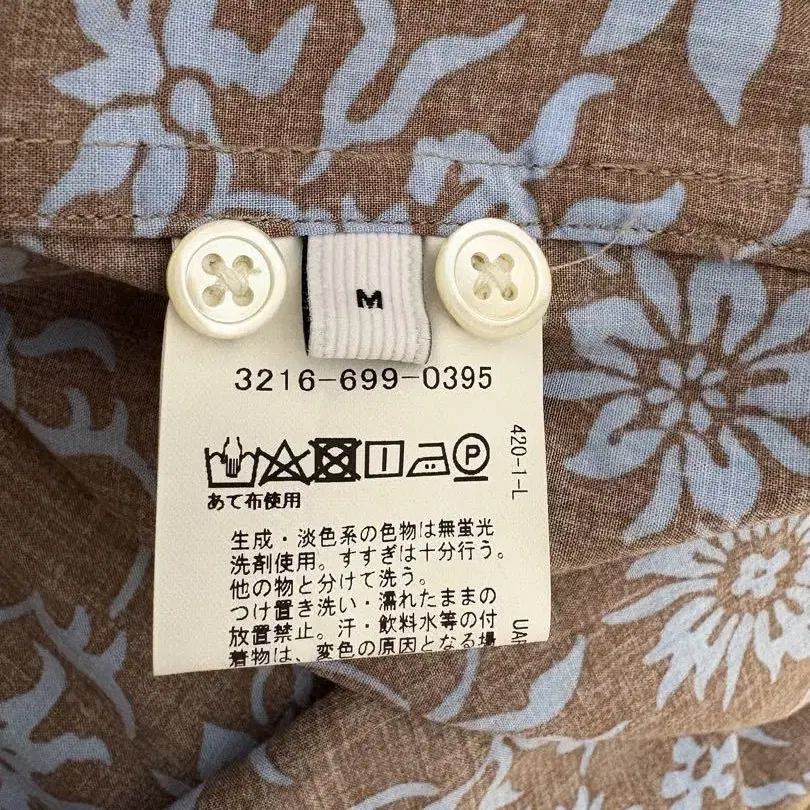 M
3216-699-0395
420-1-L
あて布使用
生成・淡色系の色物は無蛍光
洗剤使用。すすぎは十分行う。
他の物と分けて洗う。
つけ置き洗い・濡れたままの
放置禁止。汗・飲料水等の付
着物は、変色の原因となる場
P